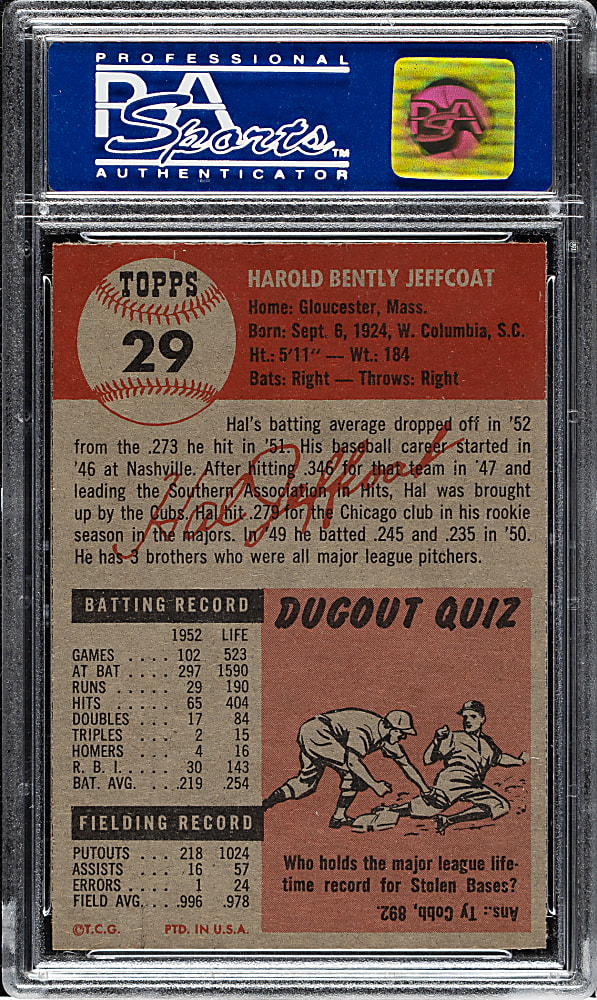 PROFESSIONAL
PSA
Sports™
AUTHENTICATOR
PSA
TOPPS
29
HAROLD BENTLY JEFFCOAT
Home: Gloucester, Mass.
Born: Sept. 6, 1924, W. Columbia, S.C.
Ht.: 5'11" — Wt.: 184
Bats: Right — Throws: Right
Hal's batting average dropped off in '52
from the .273 he hit in '51. His baseball career started in
'46 at Nashville. After hitting .346 for that team in '47 and
leading the Southern Association in Hits, Hal was brought
up by the Cubs. Hal hit .279 for the Chicago club in his rookie
season in the majors. In '49 he batted .245 and .235 in '50.
He has 3 brothers who were all major league pitchers.
Hal Jeffcoat
BATTING RECORD
1952 LIFE
GAMES .... 102 523
AT BAT .... 297 1590
RUNS ..... 29 190
HITS ...... 65 404
DOUBLES .. 17 84
TRIPLES ... 2 15
HOMERS ... 4 16
R. B. I. .... 30 143
BAT. AVG. ... .219 .254
FIELDING RECORD
PUTOUTS ... 218 1024
ASSISTS .... 16 57
ERRORS .... 1 24
FIELD AVG... .996 .978
©T.C.G. PTD. IN U.S.A.
DUGOUT QUIZ
Who holds the major league life-
time record for Stolen Bases?
Ans.: Ty Cobb, 892.